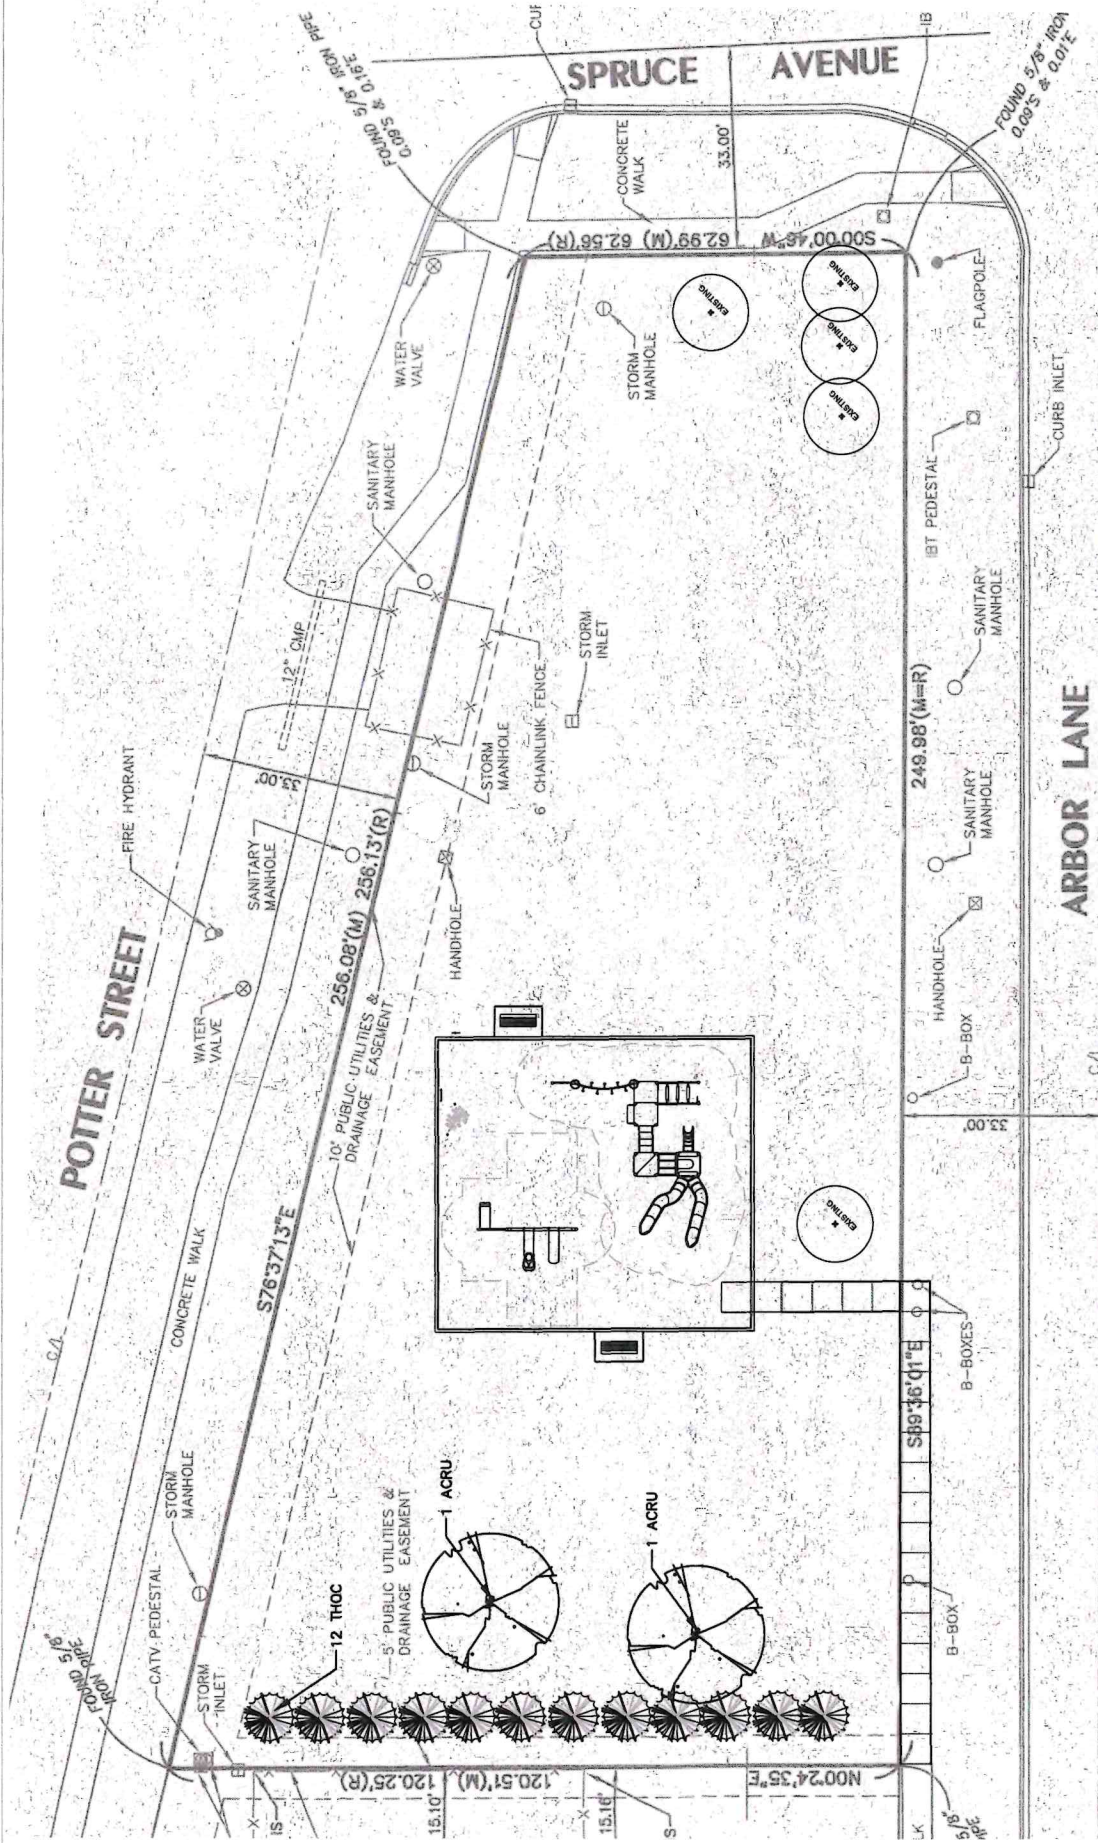 FOUND 5/8" IRON PIPE
0.09'S & 0.16'E
SPRUCE AVENUE
33.00'
CONCRETE
WALK
62.56'(R)
62.99'(M)
S00°00'46"W
FOUND 5/8" IRON
0.09'S & 0.01'E
WATER
VALVE
EXISTING
EXISTING
EXISTING
EXISTING
FLAGPOLE
STORM
MANHOLE
CURB INLET
SANITARY
MANHOLE
IBT PEDESTAL
12" CMP
STORM
INLET
6' CHAINLINK FENCE
SANITARY
MANHOLE
STORM
MANHOLE
33.00'
FIRE HYDRANT
SANITARY
MANHOLE
256.08'(M) 256.13'(R)
249.98'(M=R)
SANITARY
MANHOLE
ARBOR LANE
HANDHOLE
HANDHOLE
POTTER STREET
WATER
VALVE
10' PUBLIC UTILITIES &
DRAINAGE EASEMENT
B-BOX
33.00'
S76°37'13"E
CONCRETE WALK
EXISTING
B-BOXES
S89°36'01"E
STORM
MANHOLE
1 ACRU
5' PUBLIC UTILITIES &
DRAINAGE EASEMENT
1 ACRU
12 THOC
B-BOX
CATV PEDESTAL
STORM
INLET
FOUND 5/8"
IRON PIPE
120.25'(R)
120.51'(M)
N00°24'35"E
15.10'
15.16'
C/L
5/8"